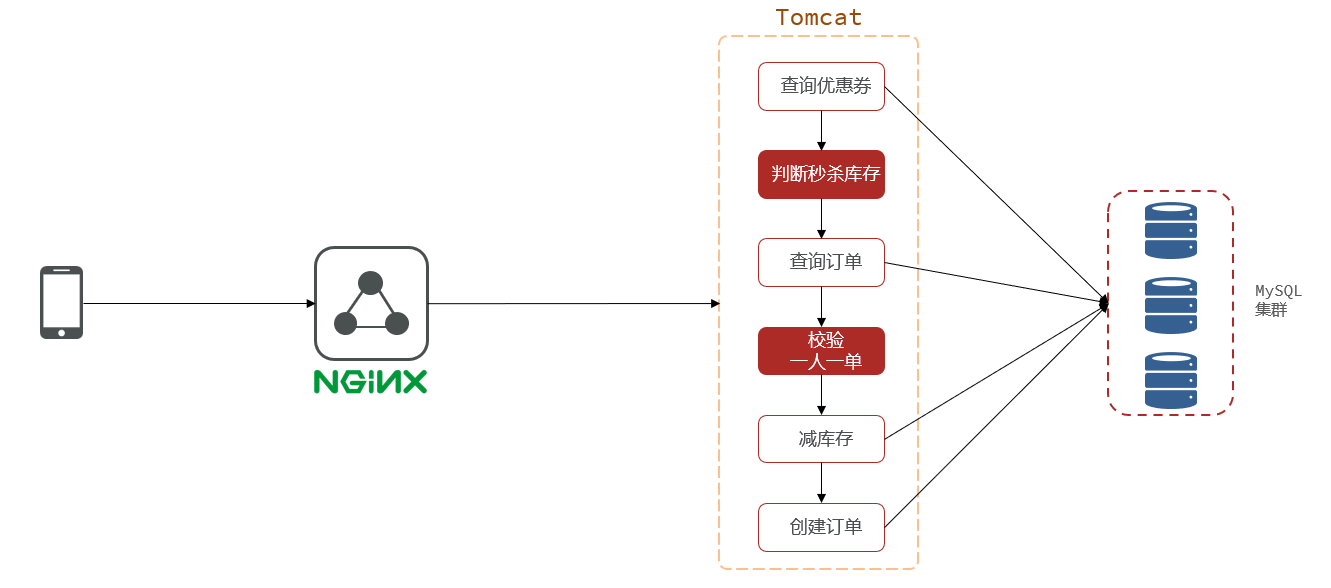 Tomcat
查询优惠券
判断秒杀库存
查询订单
校验
一人一单
减库存
创建订单
NGiNX
MySQL
集群